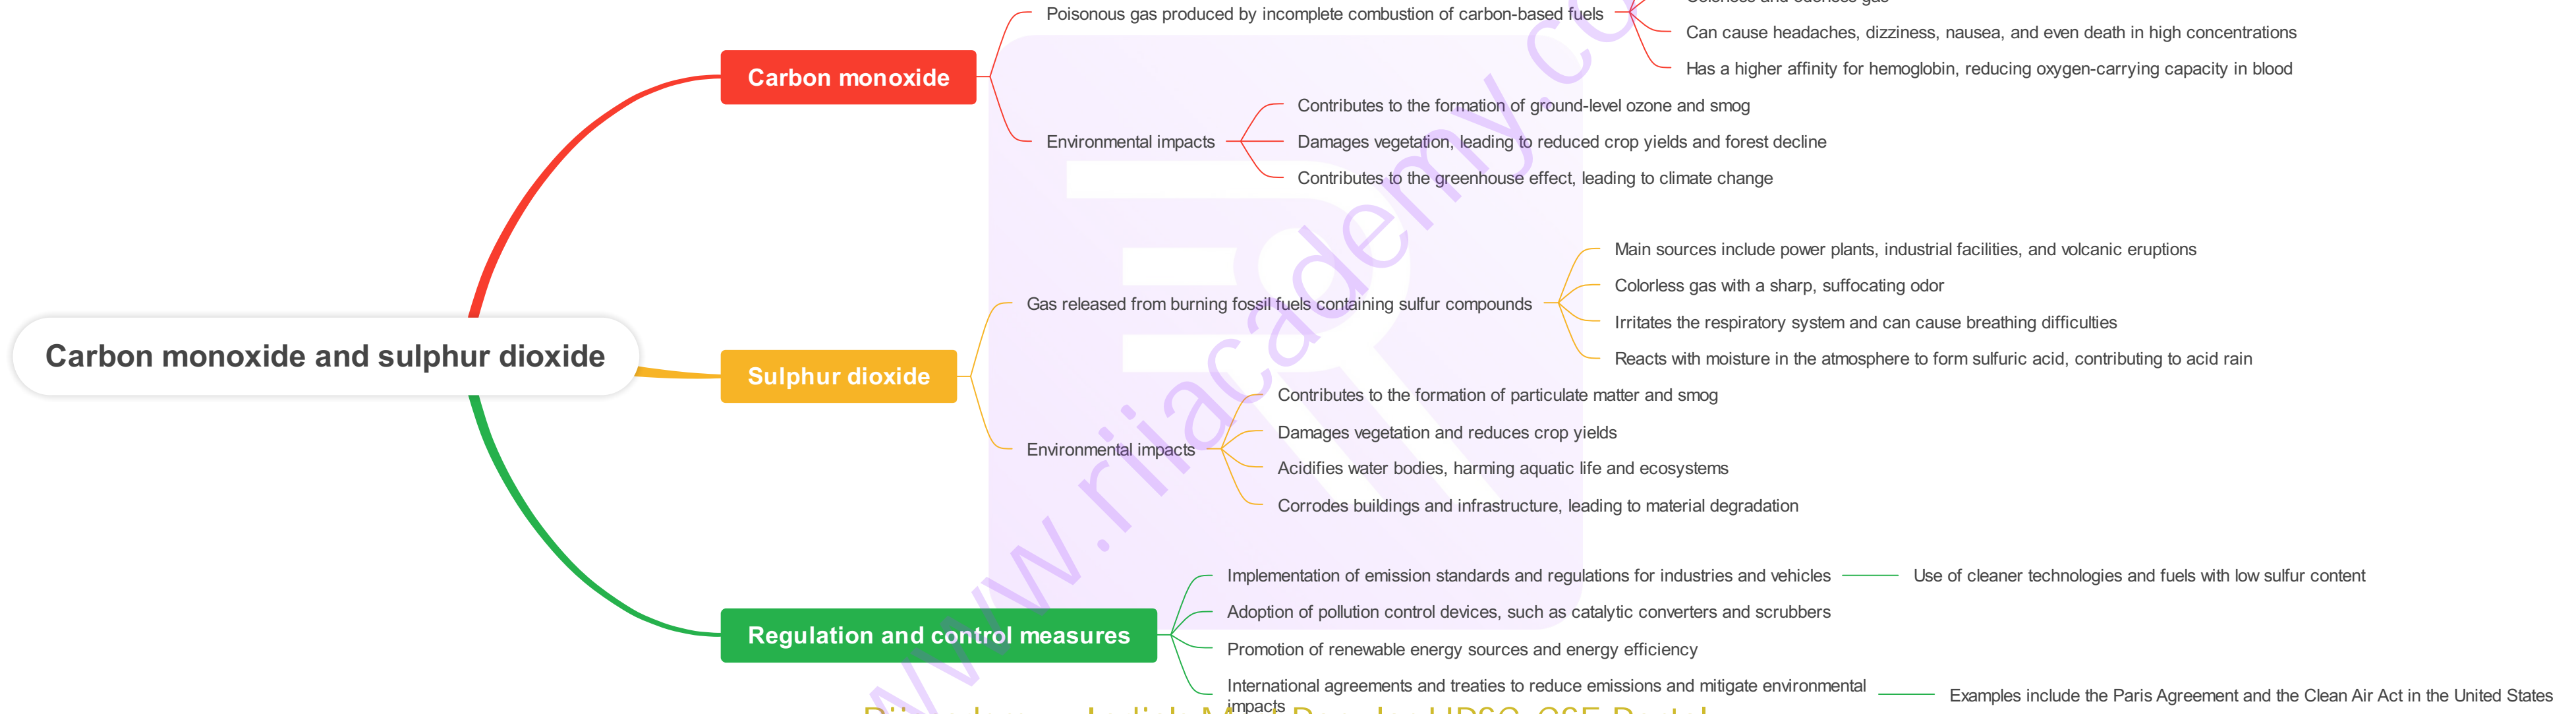 Poisonous gas produced by incomplete combustion of carbon-based fuels
Can cause headaches, dizziness, nausea, and even death in high concentrations
Has a higher affinity for hemoglobin, reducing oxygen-carrying capacity in blood
Carbon monoxide
Contributes to the formation of ground-level ozone and smog
Environmental impacts
Damages vegetation, leading to reduced crop yields and forest decline
Contributes to the greenhouse effect, leading to climate change
Carbon monoxide and sulphur dioxide
Main sources include power plants, industrial facilities, and volcanic eruptions
Gas released from burning fossil fuels containing sulfur compounds
Colorless gas with a sharp, suffocating odor
Irritates the respiratory system and can cause breathing difficulties
Reacts with moisture in the atmosphere to form sulfuric acid, contributing to acid rain
Sulphur dioxide
Contributes to the formation of particulate matter and smog
Environmental impacts
Damages vegetation and reduces crop yields
Acidifies water bodies, harming aquatic life and ecosystems
Corrodes buildings and infrastructure, leading to material degradation
Implementation of emission standards and regulations for industries and vehicles
Use of cleaner technologies and fuels with low sulfur content
Adoption of pollution control devices, such as catalytic converters and scrubbers
Regulation and control measures
Promotion of renewable energy sources and energy efficiency
International agreements and treaties to reduce emissions and mitigate environmental
impacts
Examples include the Paris Agreement and the Clean Air Act in the United States
www.riiacademy.co